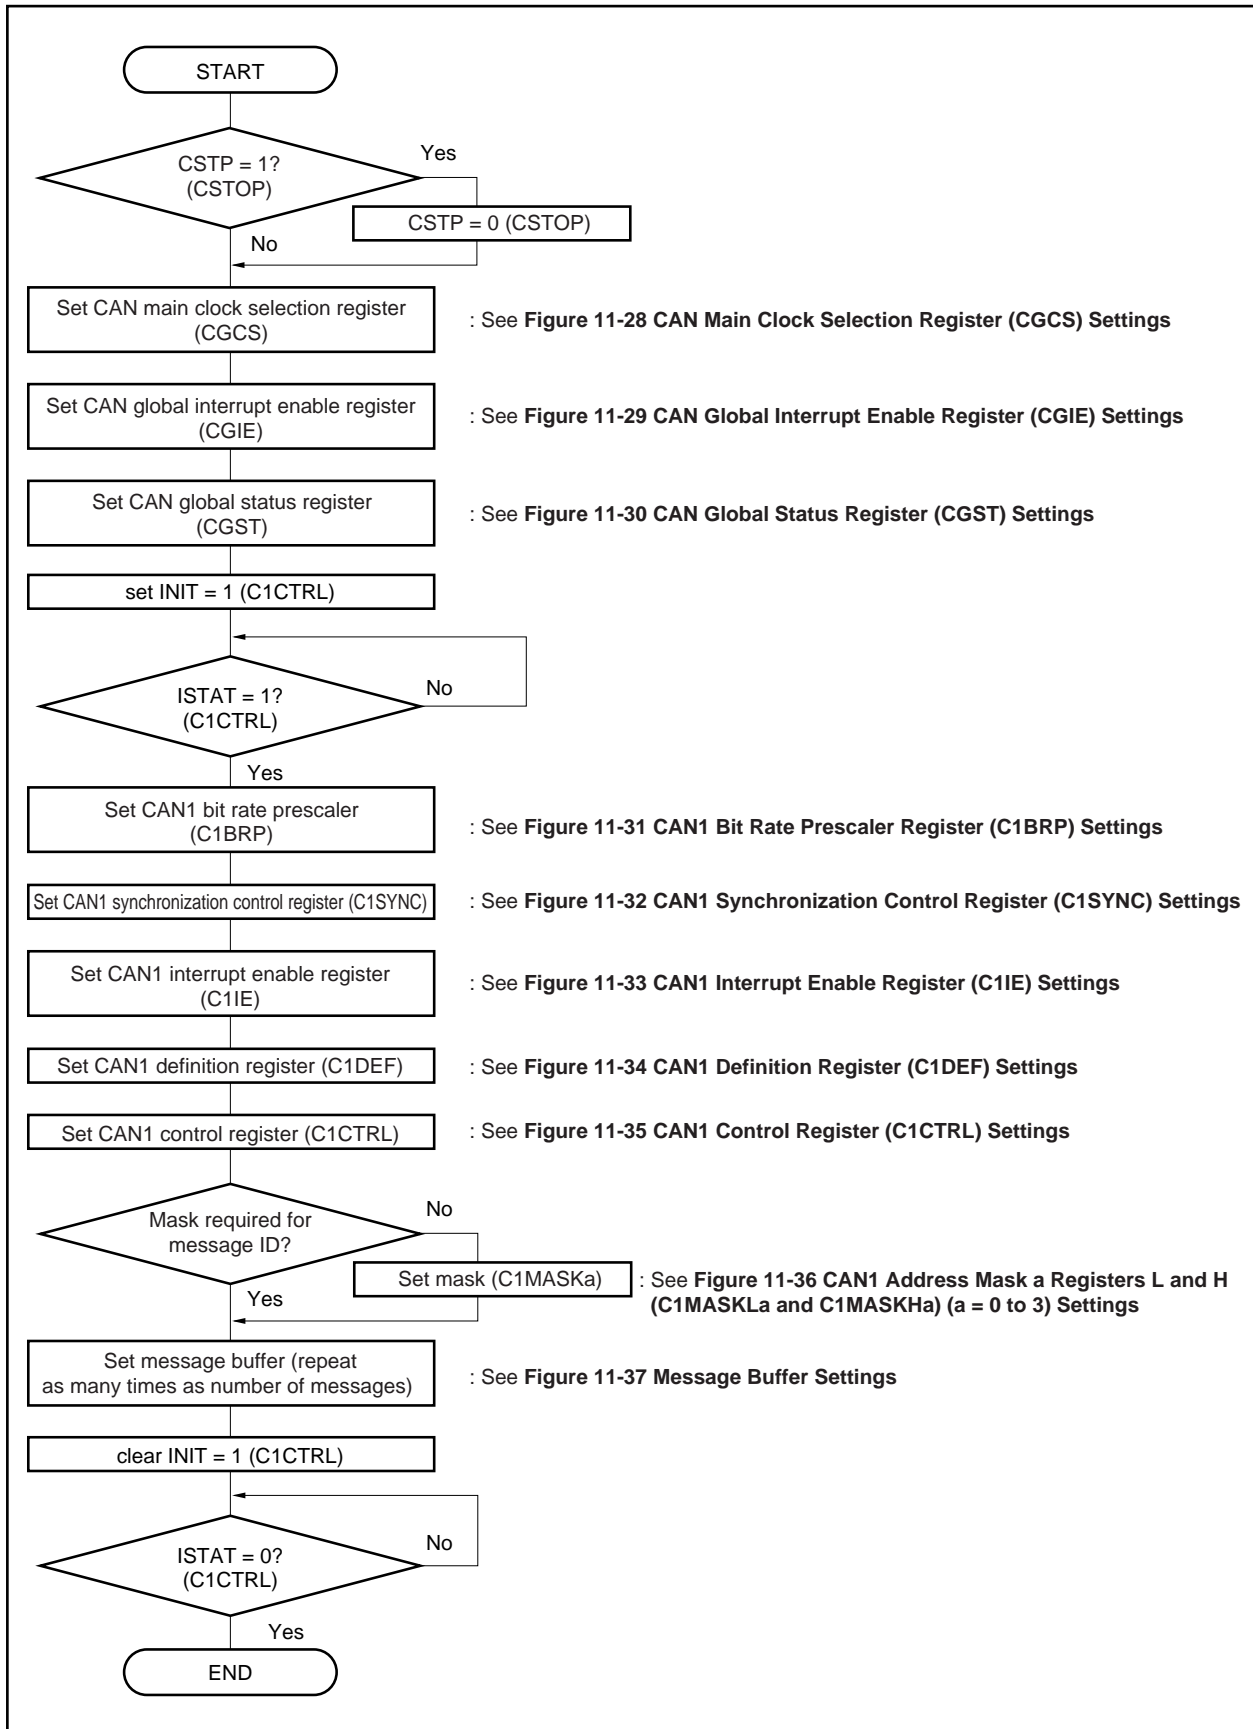 START
CSTP = 1?
(CSTOP)
Yes
CSTP = 0 (CSTOP)
No
Set CAN main clock selection register
(CGCS)
: See Figure 11-28 CAN Main Clock Selection Register (CGCS) Settings
Set CAN global interrupt enable register
(CGIE)
: See Figure 11-29 CAN Global Interrupt Enable Register (CGIE) Settings
Set CAN global status register
(CGST)
: See Figure 11-30 CAN Global Status Register (CGST) Settings
set INIT = 1 (C1CTRL)
ISTAT = 1?
(C1CTRL)
No
Yes
Set CAN1 bit rate prescaler
(C1BRP)
: See Figure 11-31 CAN1 Bit Rate Prescaler Register (C1BRP) Settings
Set CAN1 synchronization control register (C1SYNC)
: See Figure 11-32 CAN1 Synchronization Control Register (C1SYNC) Settings
Set CAN1 interrupt enable register
(C1IE)
: See Figure 11-33 CAN1 Interrupt Enable Register (C1IE) Settings
Set CAN1 definition register (C1DEF)
: See Figure 11-34 CAN1 Definition Register (C1DEF) Settings
Set CAN1 control register (C1CTRL)
: See Figure 11-35 CAN1 Control Register (C1CTRL) Settings
Mask required for
message ID?
No
Set mask (C1MASKa)
: See Figure 11-36 CAN1 Address Mask a Registers L and H
(C1MASKLa and C1MASKHa) (a = 0 to 3) Settings
Yes
Set message buffer (repeat
as many times as number of messages)
: See Figure 11-37 Message Buffer Settings
clear INIT = 1 (C1CTRL)
ISTAT = 0?
(C1CTRL)
No
Yes
END